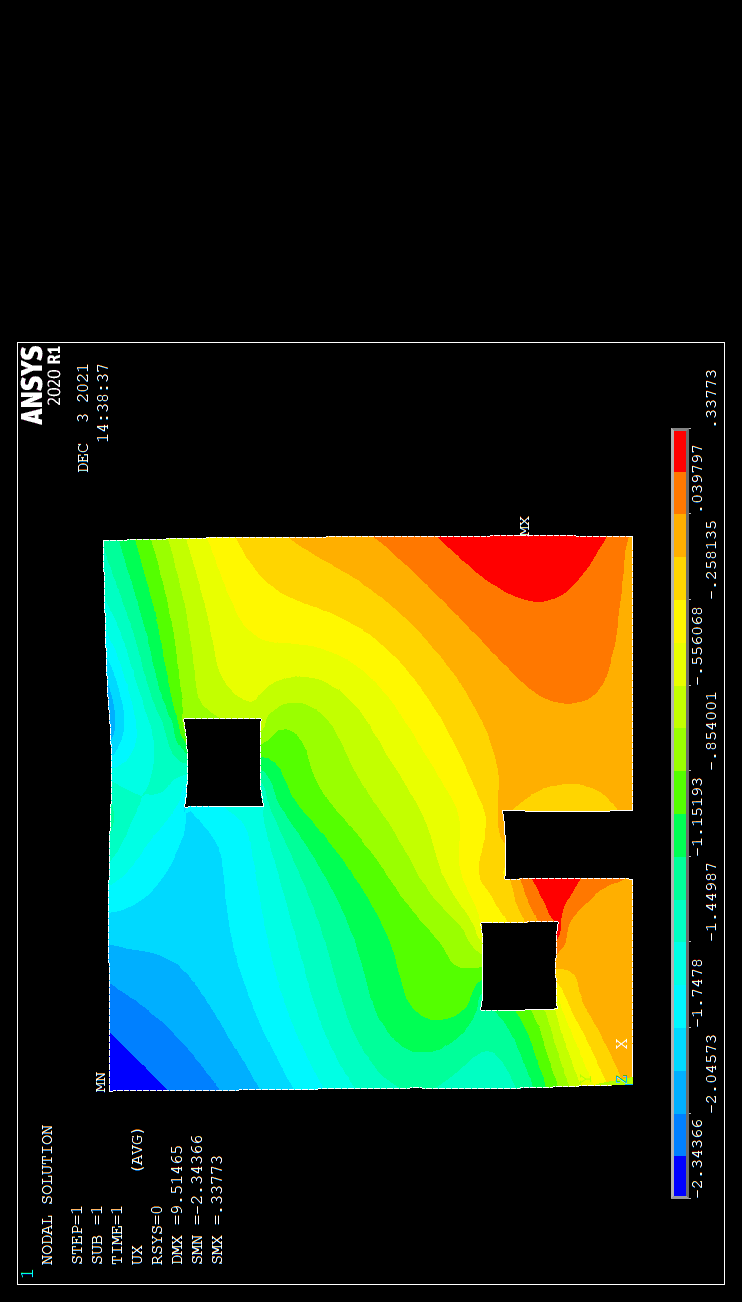 1
NODAL SOLUTION
STEP=1
SUB =1
TIME=1
UX (AVG)
RSYS=0
DMX =9.51465
SMN =-2.34366
SMX =.33773
ANSYS
2020 R1
DEC 3 2021
14:38:37
MN
MX
Z X
-2.34366 -1.7478 -1.15193 -.556068 .039797
-2.04573 -1.44987 -.854001 -.258135 .33773